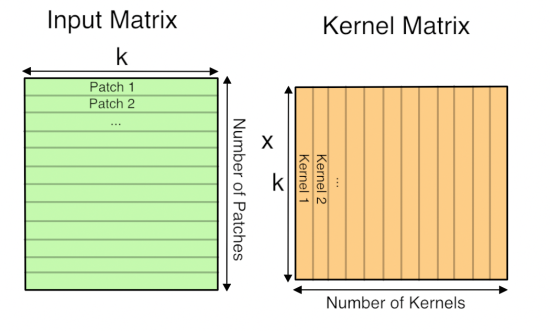 Input Matrix
k
Patch 1
Patch 2
...
Number of Patches
x
Kernel Matrix
k
Kernel 1
Kernel 2
...
Number of Kernels